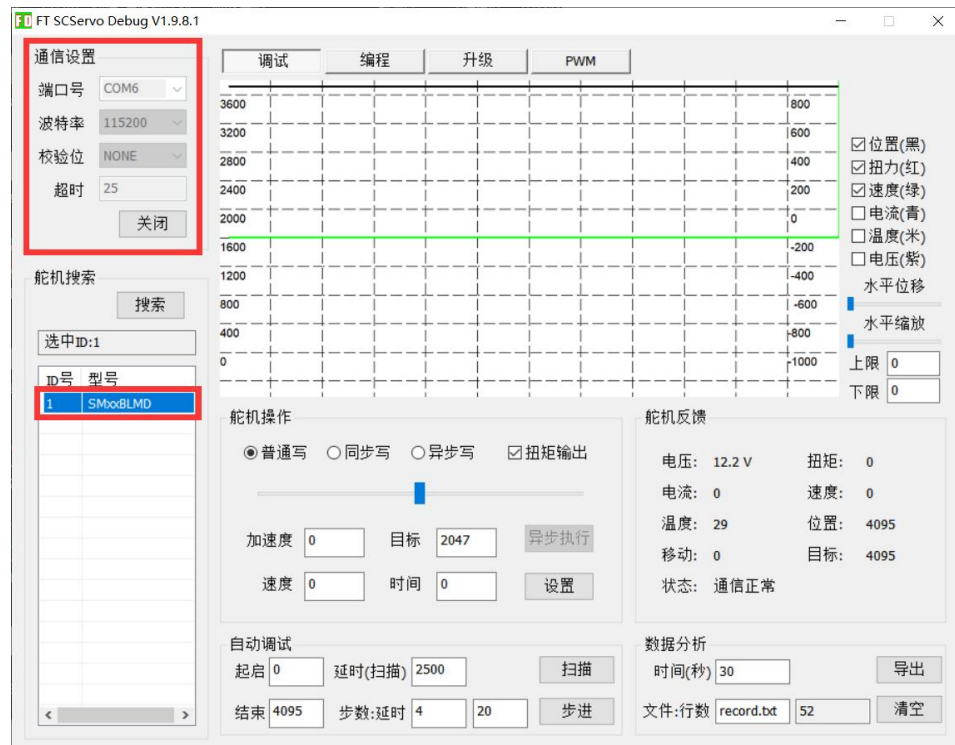 FD FT SCServo Debug V1.9.8.1
通信设置
端口号 COM6
波特率 115200
校验位 NONE
超时 25
关闭
舵机搜索
搜索
选中ID:1
ID号 型号
1 SMxxBLMD
调试 编程 升级 PWM
3600 800
3200 600
2800 400
2400 200
2000 0
1600 -200
1200 -400
800 -600
400 -800
0 -1000
位置(黑)
扭力(红)
速度(绿)
电流(青)
温度(米)
电压(紫)
水平位移
水平缩放
上限 0
下限 0
舵机操作
普通写 同步写 异步写 扭矩输出
加速度 0 目标 2047 异步执行
速度 0 时间 0 设置
舵机反馈
电压: 12.2 V 扭矩: 0
电流: 0 速度: 0
温度: 29 位置: 4095
移动: 0 目标: 4095
状态: 通信正常
自动调试
起启 0 延时(扫描) 2500 扫描
结束 4095 步数:延时 4 20 步进
数据分析
时间(秒) 30 导出
文件:行数 record.txt 52 清空